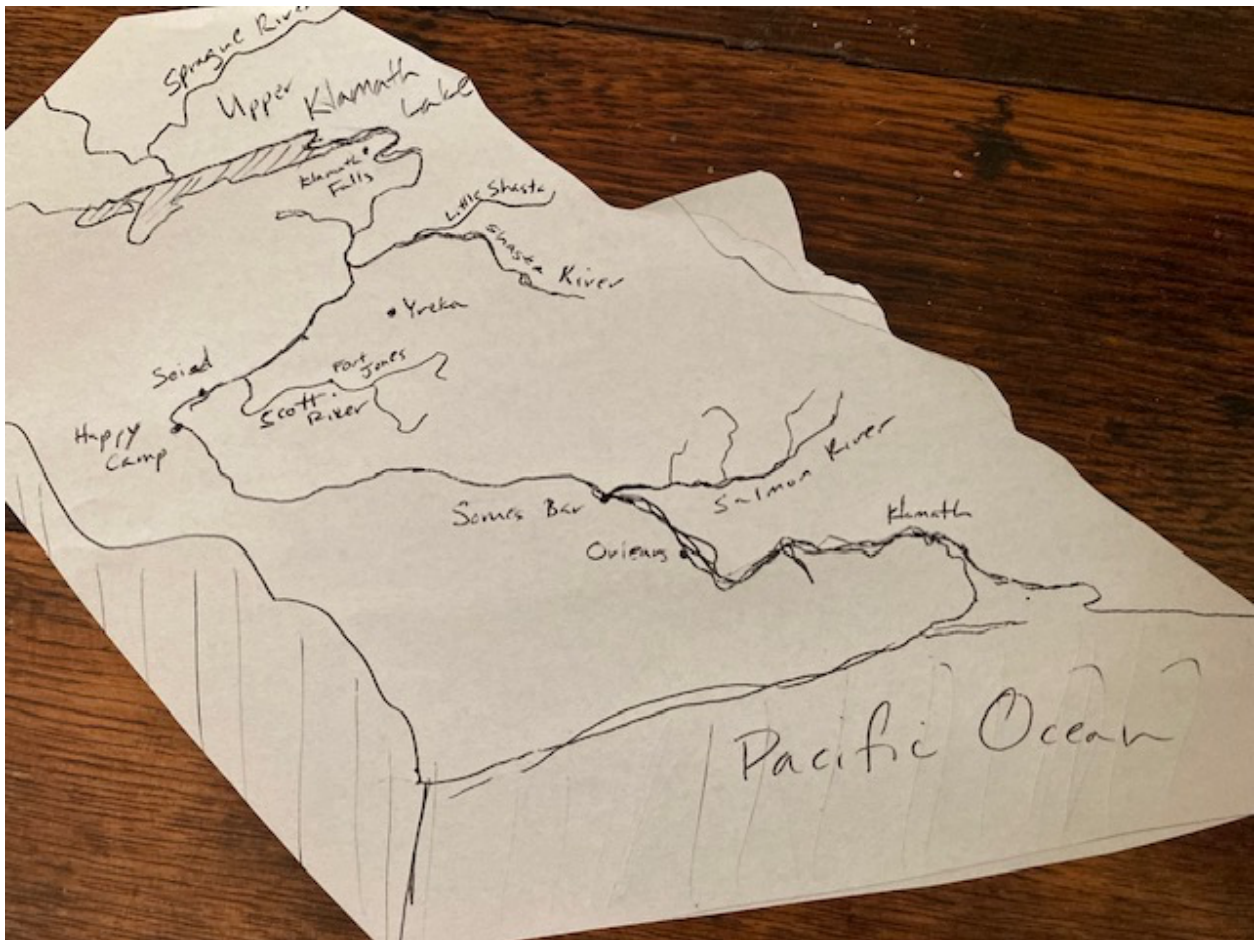 Sprague River
Upper Klamath
Lake
Klamath
Falls
Little Shasta
Shasta River
Yreka
Seiad
Fort
Jones
Scott
River
Happy
Camp
Salmon River
Somes Bar
Klamath
Orleans
Pacific Ocean